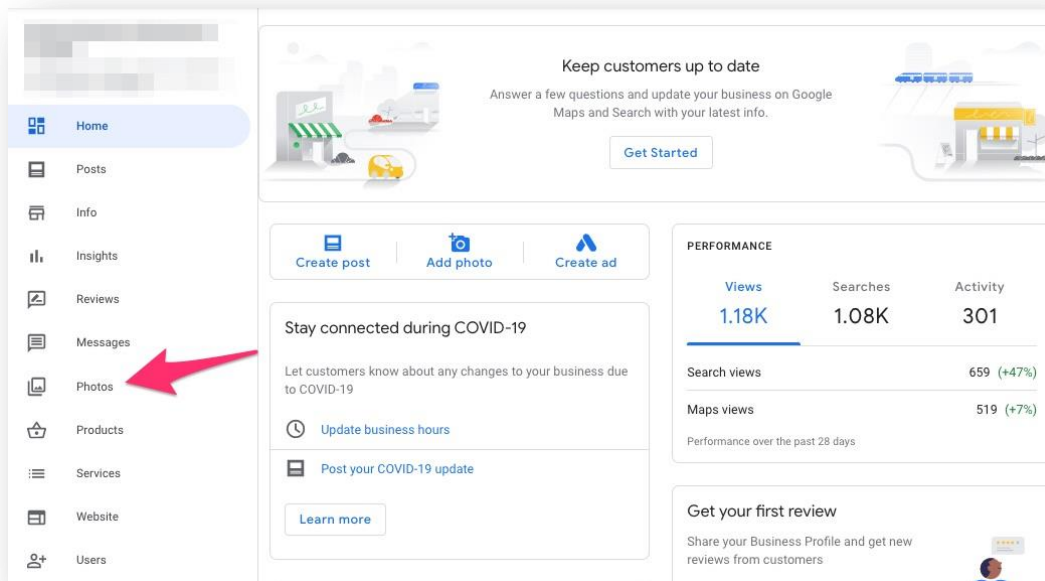 Home
Posts
Info
Insights
Reviews
Messages
Photos
Products
Services
Website
Users
Keep customers up to date
Answer a few questions and update your business on Google
Maps and Search with your latest info.
Get Started
Create post
Add photo
Create ad
Stay connected during COVID-19
Let customers know about any changes to your business due
to COVID-19
Update business hours
Post your COVID-19 update
Learn more
PERFORMANCE
Views Searches Activity
1.18K 1.08K 301
Search views 659 (+47%)
Maps views 519 (+7%)
Performance over the past 28 days
Get your first review
Share your Business Profile and get new
reviews from customers